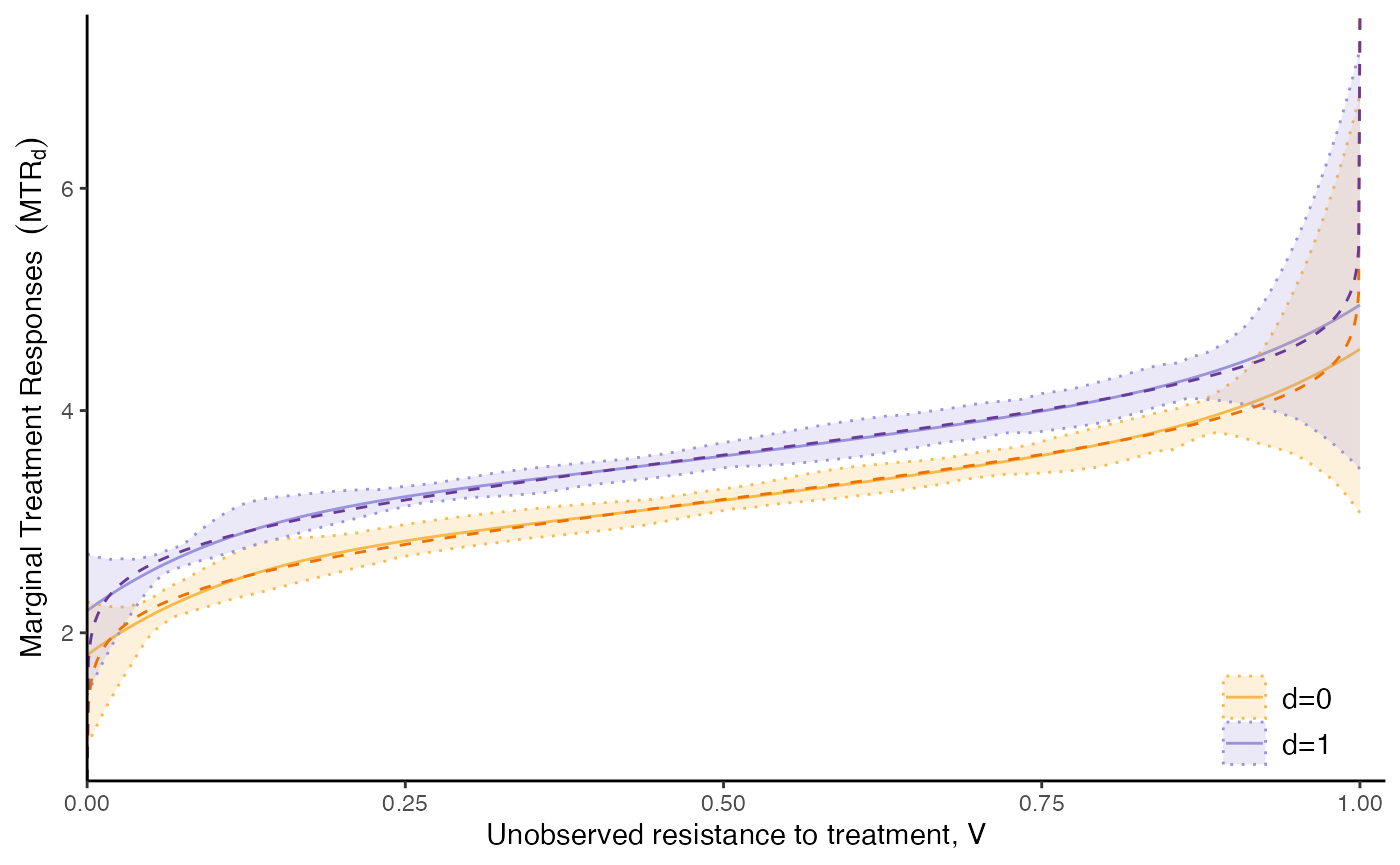 Marginal Treatment Responses (MTR_d)
6
4
2
0.00 0.25 0.50 0.75 1.00
Unobserved resistance to treatment, V
d=0
d=1